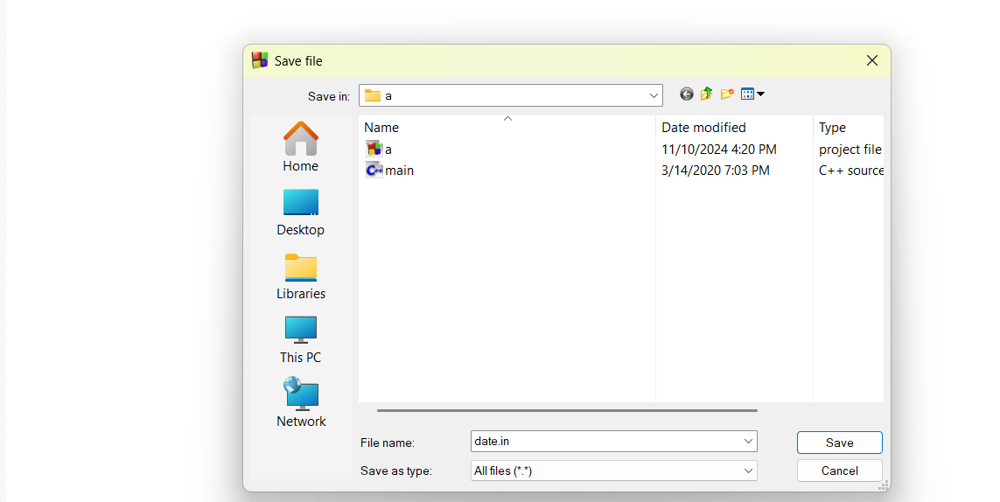 Save file
Save in: a
Name Date modified Type
a 11/10/2024 4:20 PM project file
C++ main 3/14/2020 7:03 PM C++ source
Home
Desktop
Libraries
This PC
Network
File name: date.in Save
Save as type: All files (*.*) Cancel